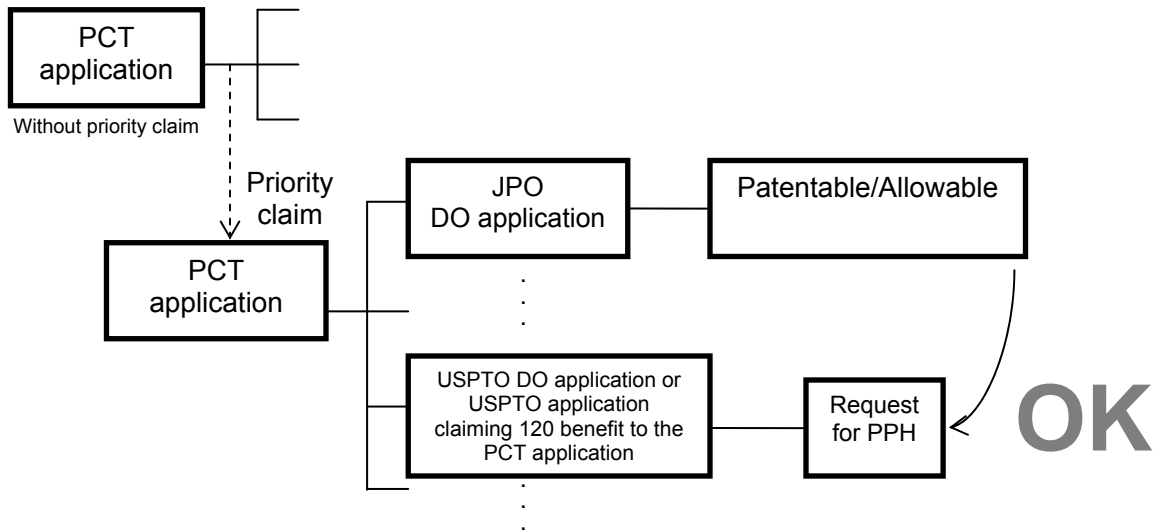 PCT
application
Without priority claim
Priority
claim
PCT
application
JPO
DO application
Patentable/Allowable
.
.
.
USPTO DO application or
USPTO application
claiming 120 benefit to the
PCT application
Request
for PPH
OK
.
.
.